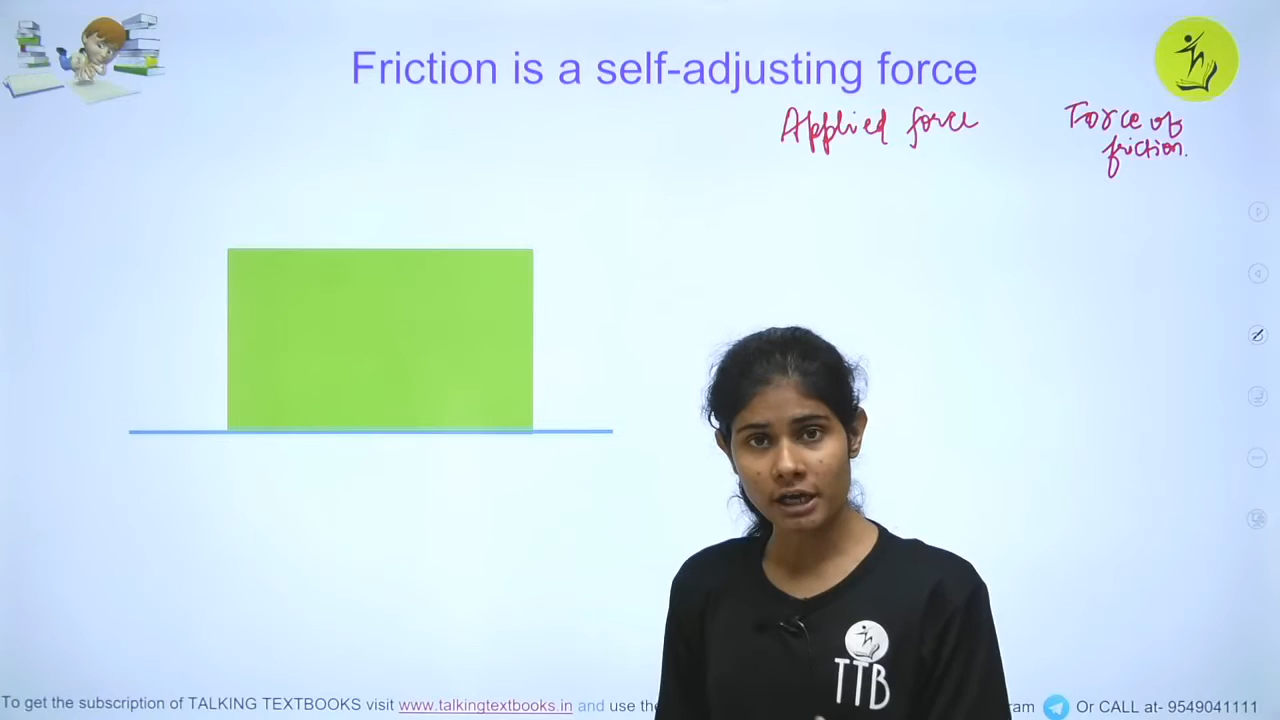 Friction is a self-adjusting force
Applied force
Force of
friction.
To get the subscription of TALKING TEXTBOOKS visit www.talkingtextbooks.in and use the
ram Or CALL at- 9549041111
TTB